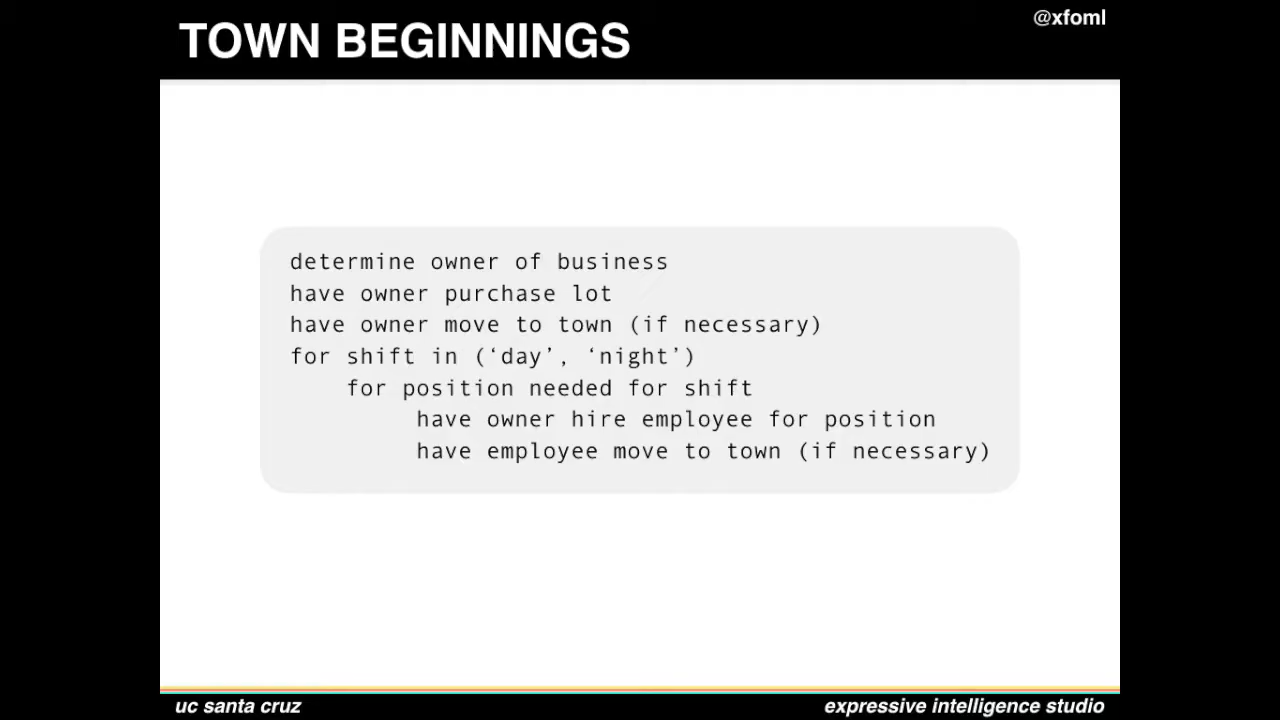 TOWN BEGINNINGS
@xfoml
determine owner of business
have owner purchase lot
have owner move to town (if necessary)
for shift in (‘day’, ‘night’)
for position needed for shift
have owner hire employee for position
have employee move to town (if necessary)
uc santa cruz
expressive intelligence studio